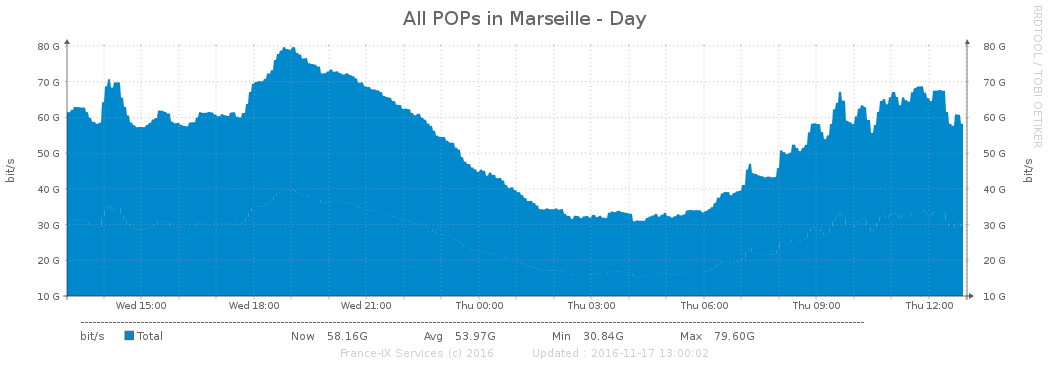 All POPs in Marseille - Day
RRDTOOL / TOBI OETIKER
bit/s
80 G
70 G
60 G
50 G
40 G
30 G
20 G
10 G
80 G
70 G
60 G
50 G
40 G
30 G
20 G
10 G
bit/s
Wed 15:00 Wed 18:00 Wed 21:00 Thu 00:00 Thu 03:00 Thu 06:00 Thu 09:00 Thu 12:00
bit/s Total Now 58.16G Avg 53.97G Min 30.84G Max 79.60G
France-IX Services (c) 2016 Updated : 2016-11-17 13:00:02